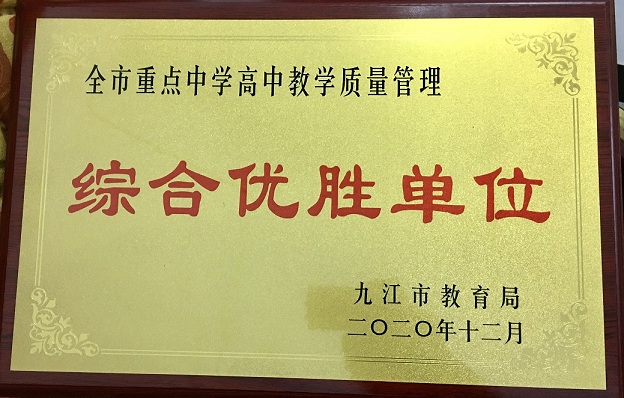 全市重点中学高中教学质量管理
综合优胜单位
九江市教育局
二〇二〇年十二月